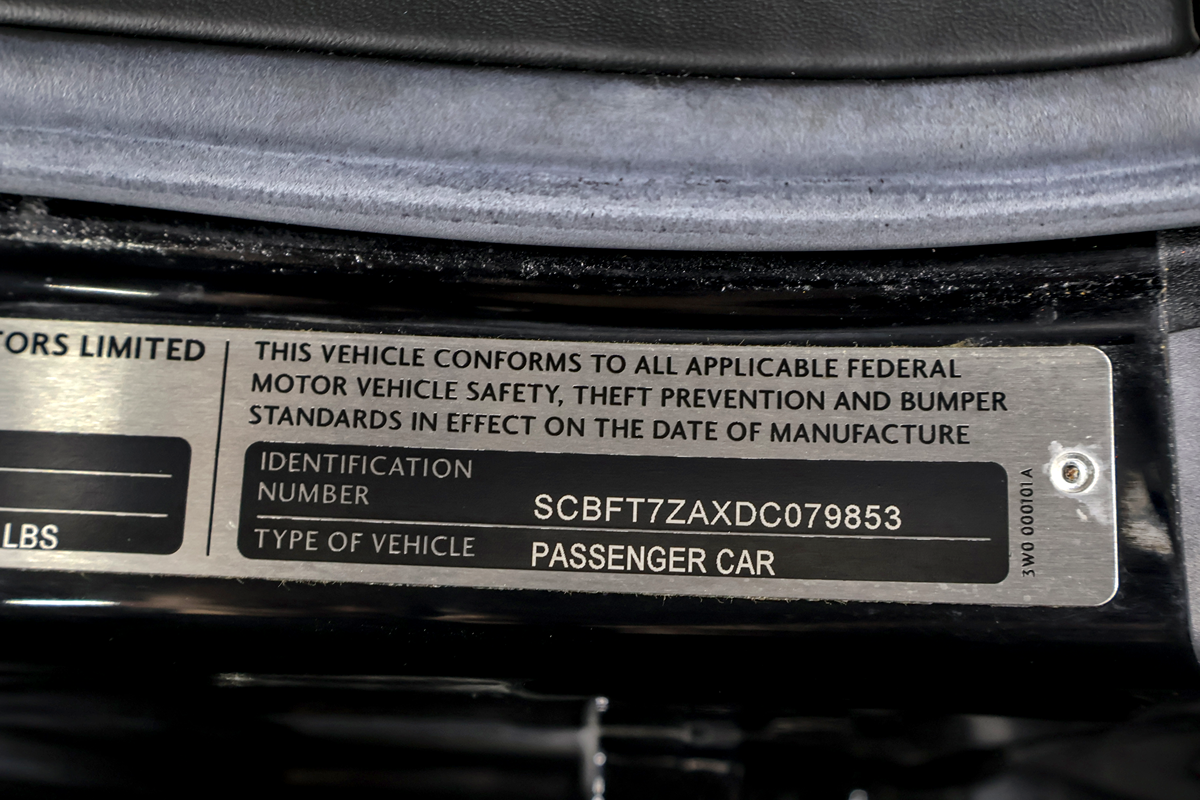 TORS LIMITED
LBS
THIS VEHICLE CONFORMS TO ALL APPLICABLE FEDERAL
MOTOR VEHICLE SAFETY, THEFT PREVENTION AND BUMPER
STANDARDS IN EFFECT ON THE DATE OF MANUFACTURE
IDENTIFICATION
NUMBER SCBFT7ZAXDC079853
TYPE OF VEHICLE PASSENGER CAR
3W0 000101 A